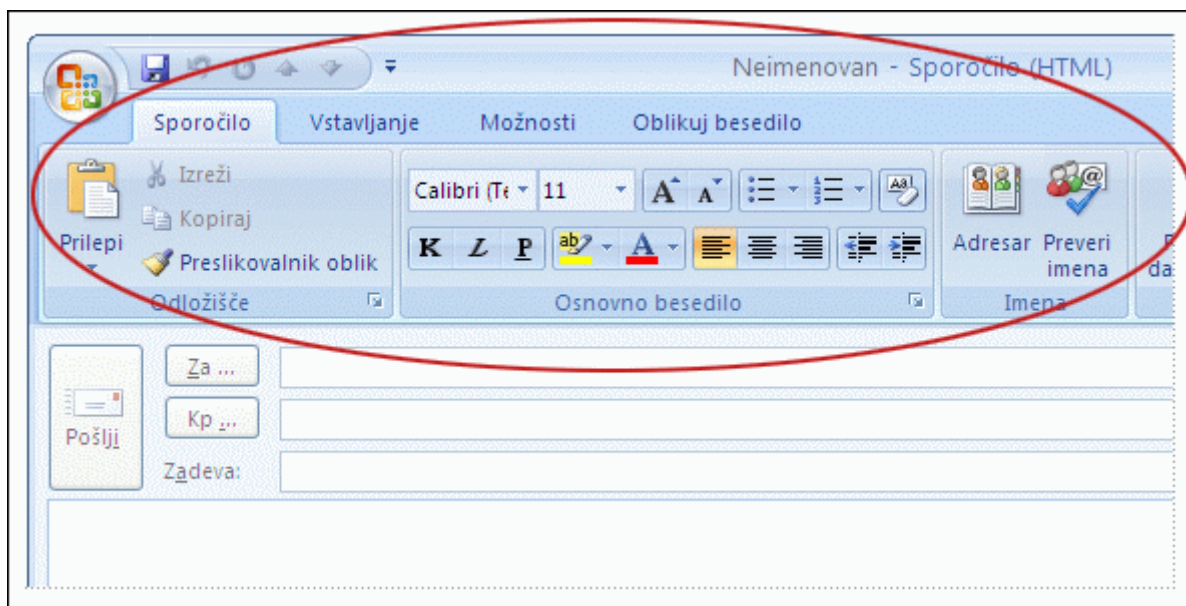 Neimenovan - Sporočilo (HTML)
Sporočilo Vstavljanje Možnosti Oblikuj besedilo
Prilepi
Izreži
Kopiraj
Preslikovalnik oblik
Odložišče
Calibri (Te 11 A A
K L P ab A
Osnovno besedilo
Adresar Preveri imena
Imena
Pošlji
Za ...
Kp ...
Zadeva: